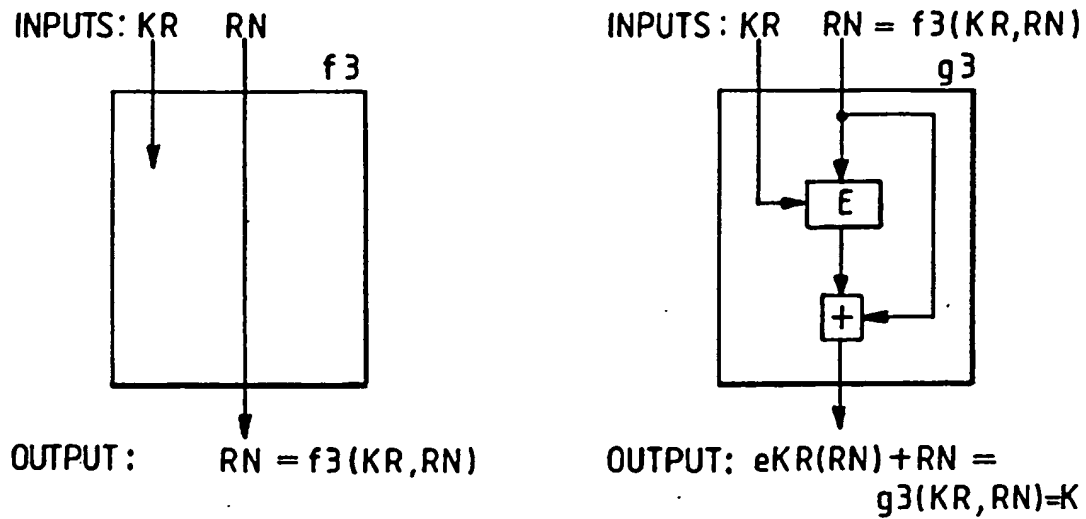 INPUTS: KR RN
f3
OUTPUT: RN = f3(KR,RN)
INPUTS: KR RN = f3(KR,RN)
g3
E
+
OUTPUT: eKR(RN)+RN =
g3(KR,RN)=K